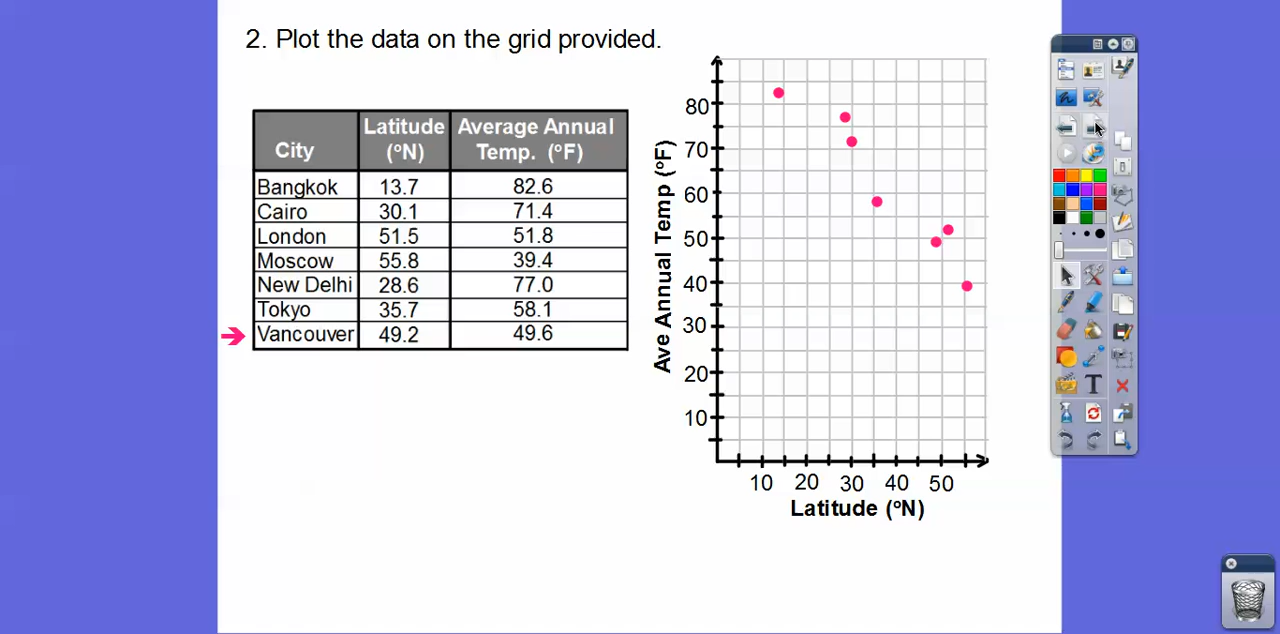 2. Plot the data on the grid provided.
City Latitude (ºN) Average Annual Temp. (ºF)
Bangkok 13.7 82.6
Cairo 30.1 71.4
London 51.5 51.8
Moscow 55.8 39.4
New Delhi 28.6 77.0
Tokyo 35.7 58.1
Vancouver 49.2 49.6
Ave Annual Temp (ºF)
80
70
60
50
40
30
20
10
10 20 30 40 50
Latitude (ºN)
T